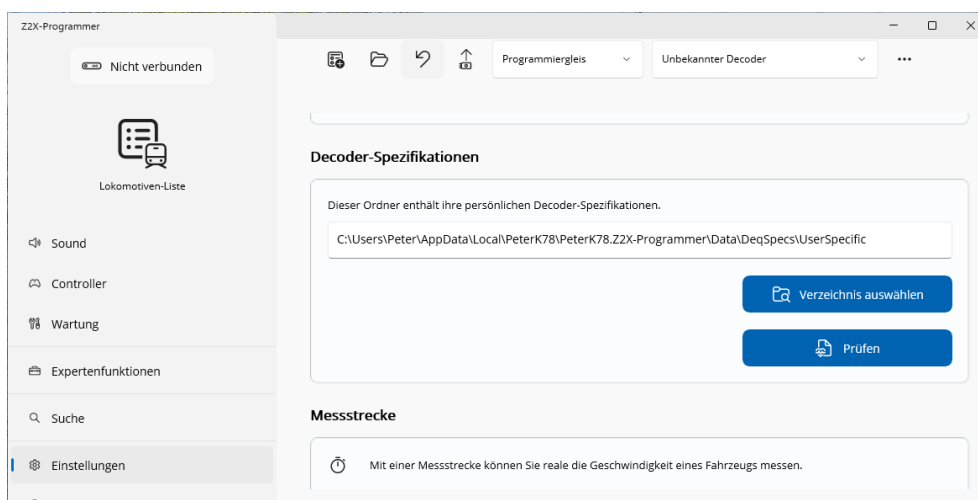 Z2X-Programmer
Nicht verbunden
Programmiergleis
Unbekannter Decoder
Lokomotiven-Liste
Sound
Controller
Wartung
Expertenfunktionen
Suche
Einstellungen
Decoder-Spezifikationen
Dieser Ordner enthält ihre persönlichen Decoder-Spezifikationen.
C:\Users\Peter\AppData\Local\PeterK78\PeterK78.Z2X-Programmer\Data\DeqSpecs\UserSpecific
Verzeichnis auswählen
Prüfen
Messstrecke
Mit einer Messstrecke können Sie reale die Geschwindigkeit eines Fahrzeugs messen.